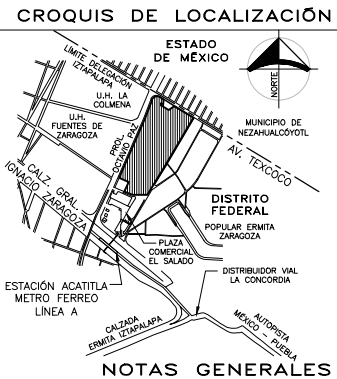 CROQUIS DE LOCALIZACIÓN
ESTADO
DE MÉXICO
LÍMITE DELEGACIÓN
IZTAPALAPA
U.H. LA
COLMENA
U.H.
FUENTES DE
ZARAGOZA
PROL.
OCTAVIO PAZ
NORTE
MUNICIPIO DE
NEZAHUALCÓYOTL
AV. TEXCOCO
CALZ. GRAL.
IGNACIO ZARAGOZA
DISTRITO
FEDERAL
POPULAR ERMITA
ZARAGOZA
PLAZA
COMERCIAL
EL SALADO
DISTRIBUIDOR VIAL
LA CONCORDIA
ESTACIÓN ACATITLA
METRO FERREO
LÍNEA A
CALZADA
ERMITA IZTAPALAPA
AUTOPISTA
MÉXICO - PUEBLA
NOTAS GENERALES